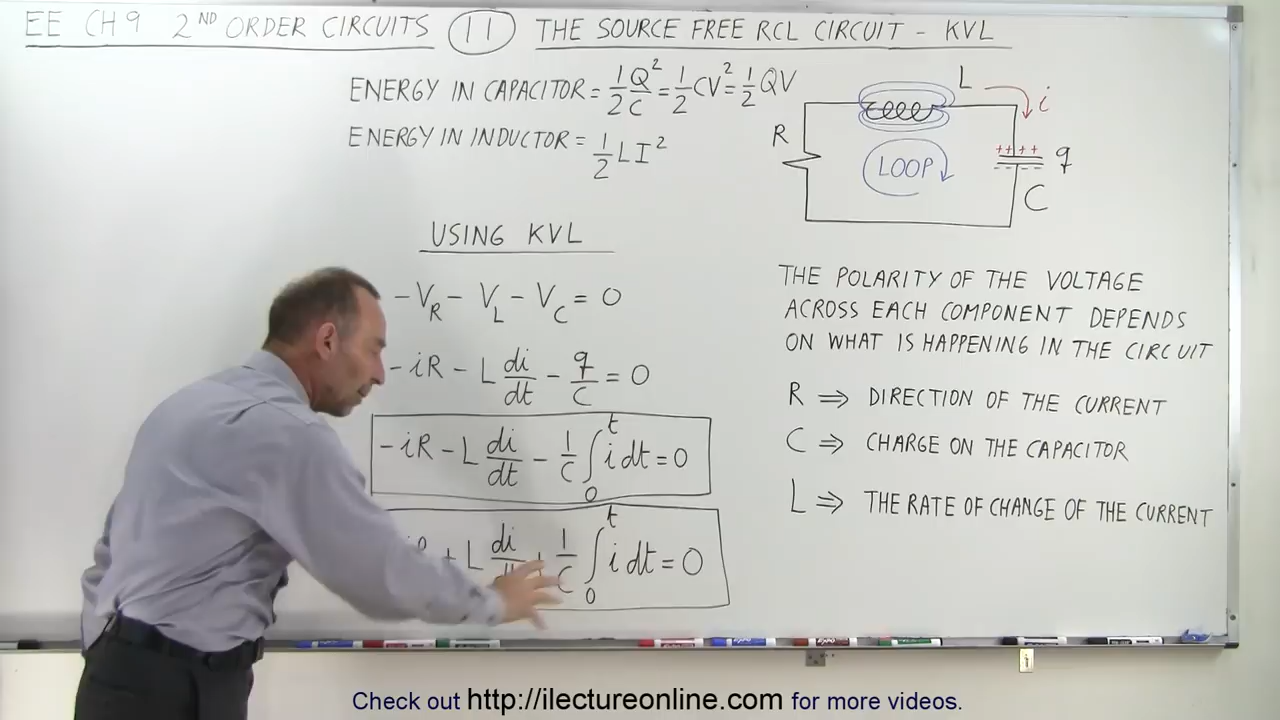 EE CH 9 2ND ORDER CIRCUITS 11 THE SOURCE FREE RCL CIRCUIT - KVL
ENERGY IN CAPACITOR = 1/2 Q²/C = 1/2 CV² = 1/2 QV
ENERGY IN INDUCTOR = 1/2 LI²
L
i
R
++++
LOOP
q
----
C
USING KVL
-V_R - V_L - V_C = 0
-iR - L di/dt - q/C = 0
-iR - L di/dt - 1/C ∫₀ᵗ i dt = 0
+ L di/dt + 1/C ∫₀ᵗ i dt = 0
THE POLARITY OF THE VOLTAGE
ACROSS EACH COMPONENT DEPENDS
ON WHAT IS HAPPENING IN THE CIRCUIT
R ⇒ DIRECTION OF THE CURRENT
C ⇒ CHARGE ON THE CAPACITOR
L ⇒ THE RATE OF CHANGE OF THE CURRENT
Check out http://ilectureonline.com for more videos.